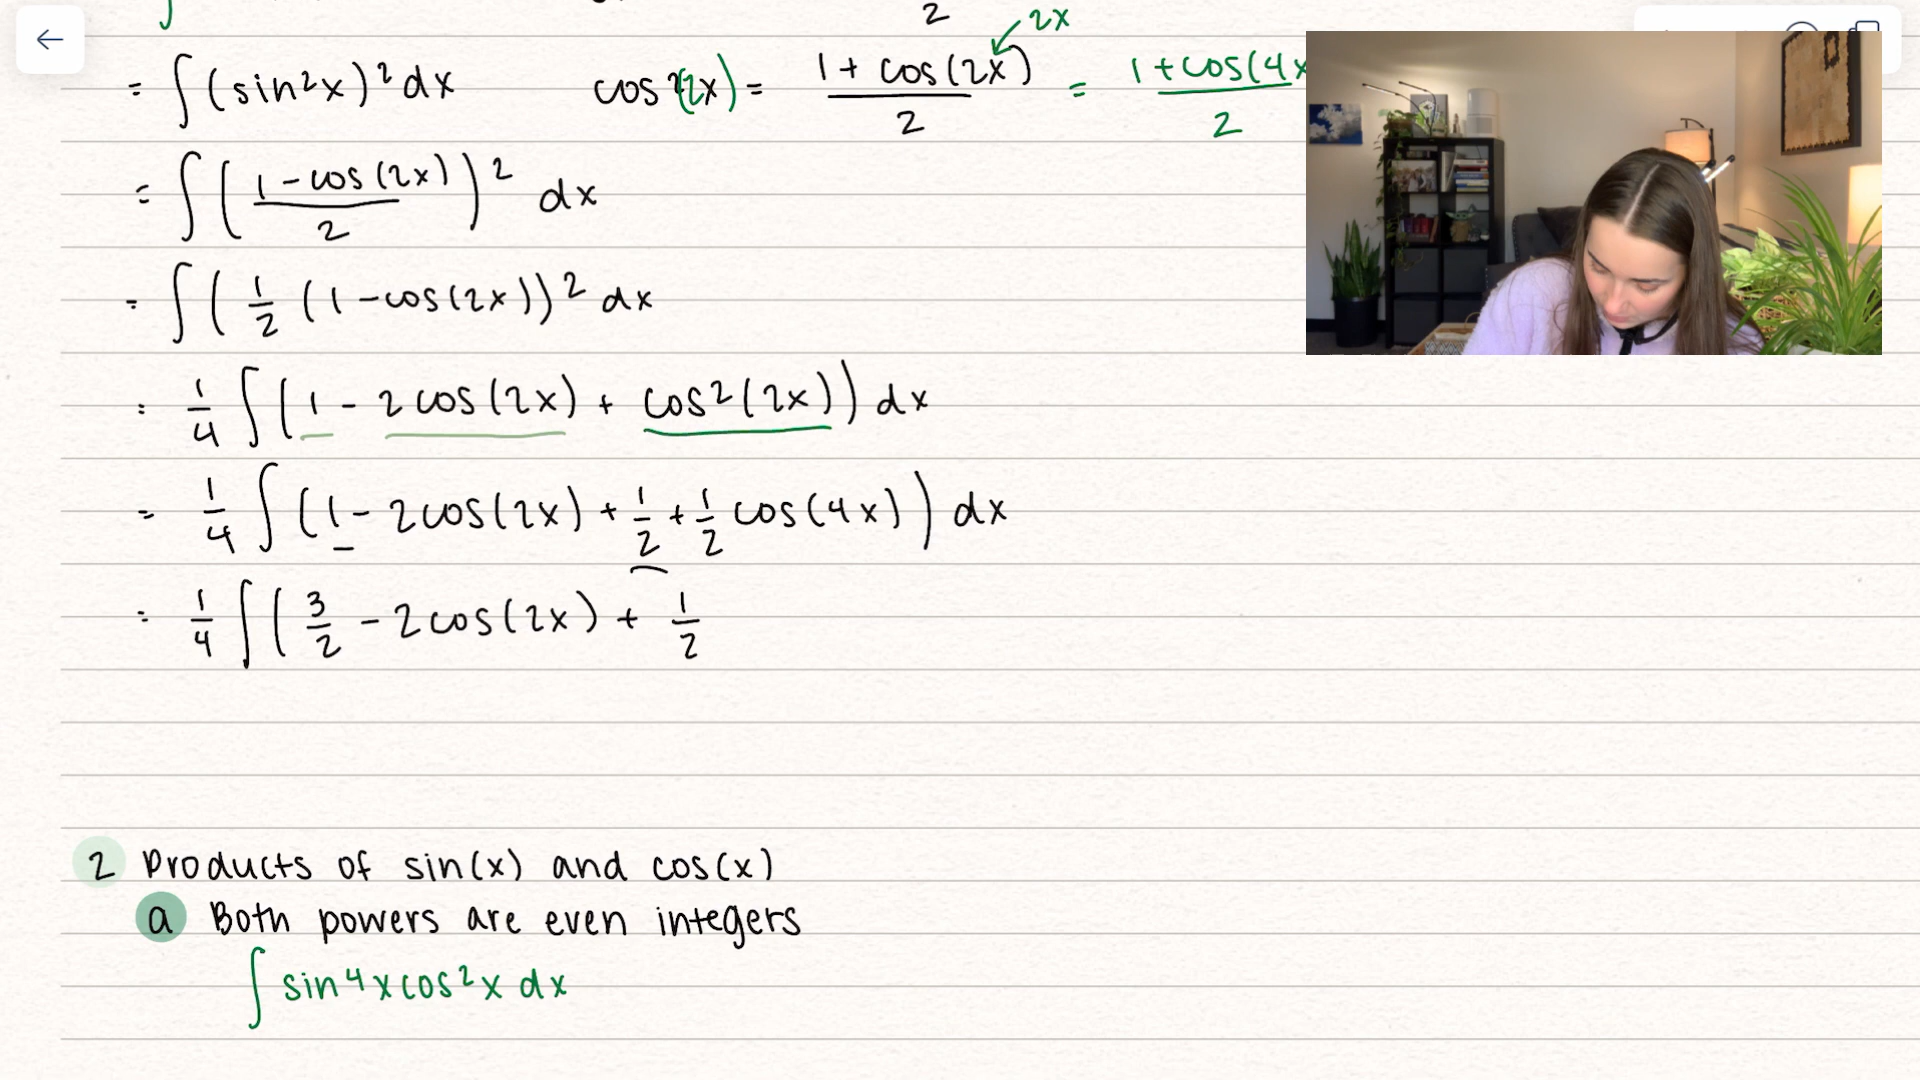 2
2x
= ∫ (sin²x)² dx cos²(2x) = 1 + cos(2x) / 2 = 1 + cos(4x / 2
= ∫ ( 1 - cos(2x) / 2 )² dx
= ∫ ( 1/2 (1 - cos(2x)) )² dx
= 1/4 ∫ (1 - 2cos(2x) + cos²(2x)) dx
= 1/4 ∫ (1 - 2cos(2x) + 1/2 + 1/2 cos(4x)) dx
= 1/4 ∫ ( 3/2 - 2cos(2x) + 1/2
2 Products of sin(x) and cos(x)
a Both powers are even integers
∫ sin⁴x cos²x dx